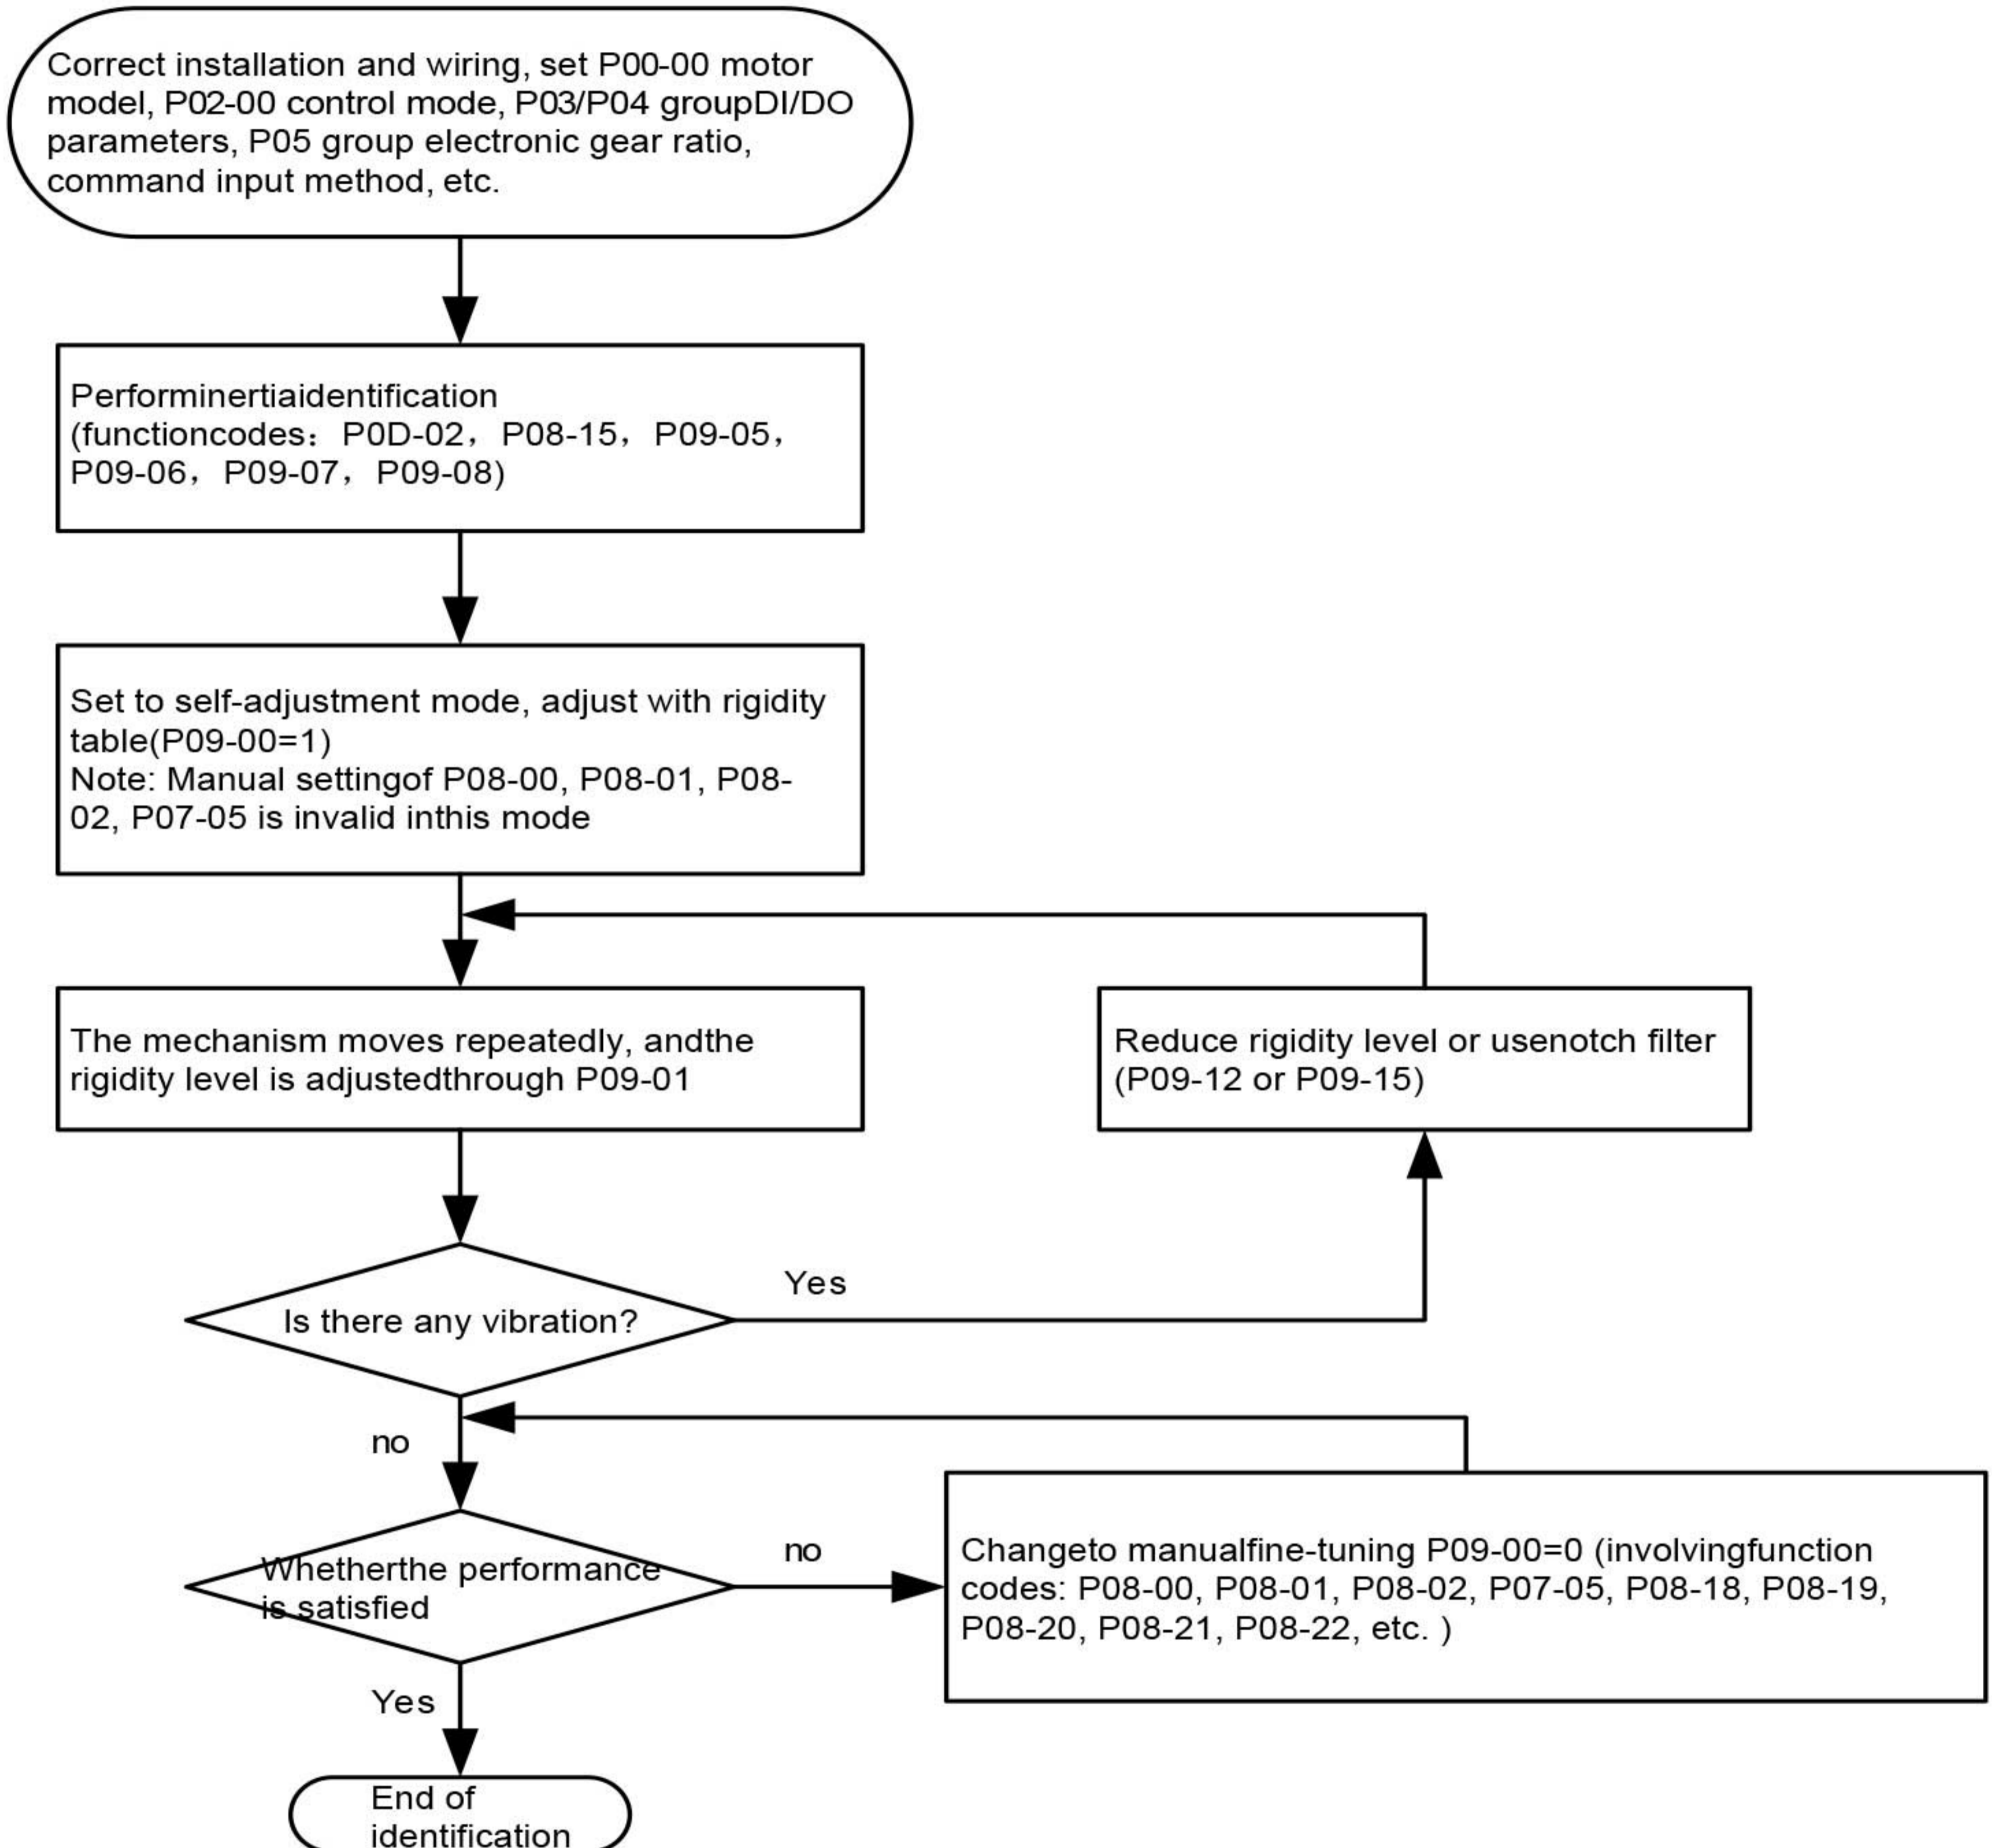 Correct installation and wiring, set P00-00 motor
model, P02-00 control mode, P03/P04 groupDI/DO
parameters, P05 group electronic gear ratio,
command input method, etc.
Performinertiaidentification
(functioncodes：P0D-02，P08-15，P09-05，
P09-06，P09-07，P09-08)
Set to self-adjustment mode, adjust with rigidity
table(P09-00=1)
Note: Manual settingof P08-00, P08-01, P08-
02, P07-05 is invalid inthis mode
The mechanism moves repeatedly, andthe
rigidity level is adjustedthrough P09-01
Reduce rigidity level or usenotch filter
(P09-12 or P09-15)
Yes
Is there any vibration?
no
Whetherthe performance
is satisfied
no
Changeto manualfine-tuning P09-00=0 (involvingfunction
codes: P08-00, P08-01, P08-02, P07-05, P08-18, P08-19,
P08-20, P08-21, P08-22, etc. )
Yes
End of
identification